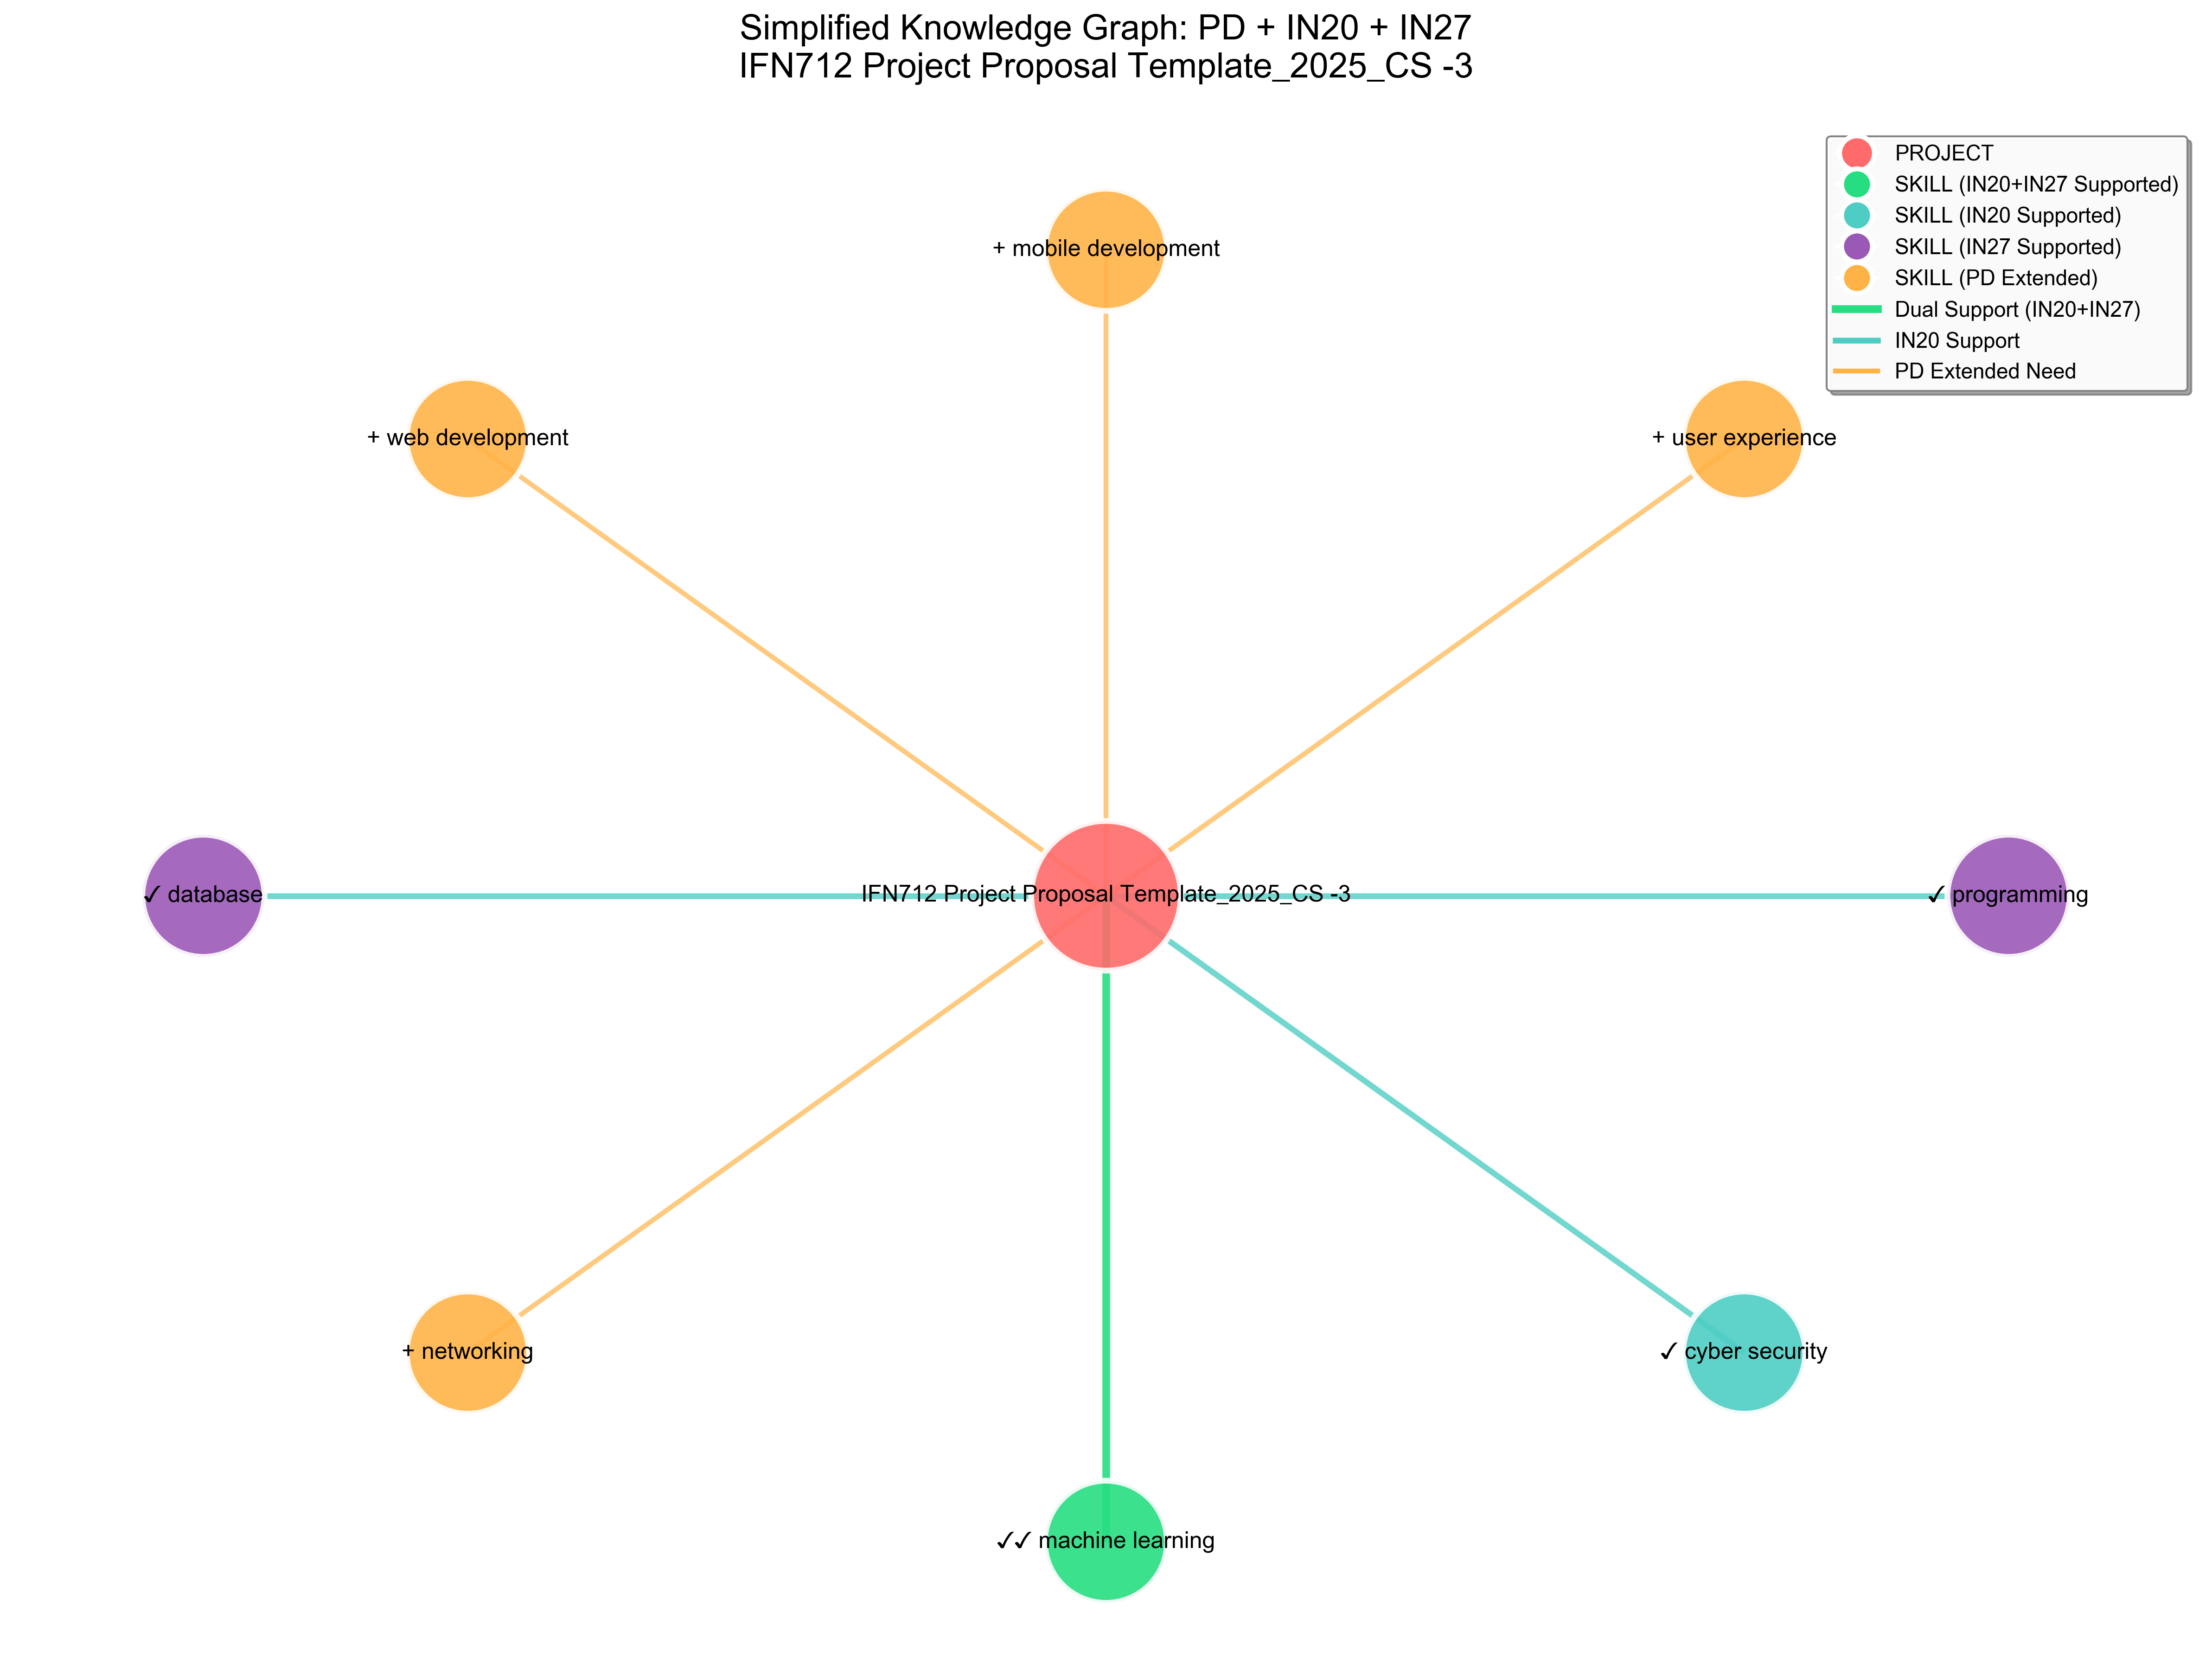 Simplified Knowledge Graph: PD + IN20 + IN27
IFN712 Project Proposal Template_2025_CS -3
PROJECT
SKILL (IN20+IN27 Supported)
SKILL (IN20 Supported)
SKILL (IN27 Supported)
SKILL (PD Extended)
Dual Support (IN20+IN27)
IN20 Support
PD Extended Need
+ mobile development
+ web development
+ user experience
✓ database
IFN712 Project Proposal Template_2025_CS -3
✓ programming
+ networking
✓ cyber security
✓✓ machine learning